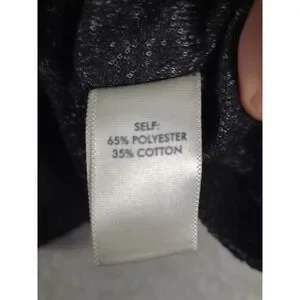 SELF:
65% POLYESTER
35% COTTON